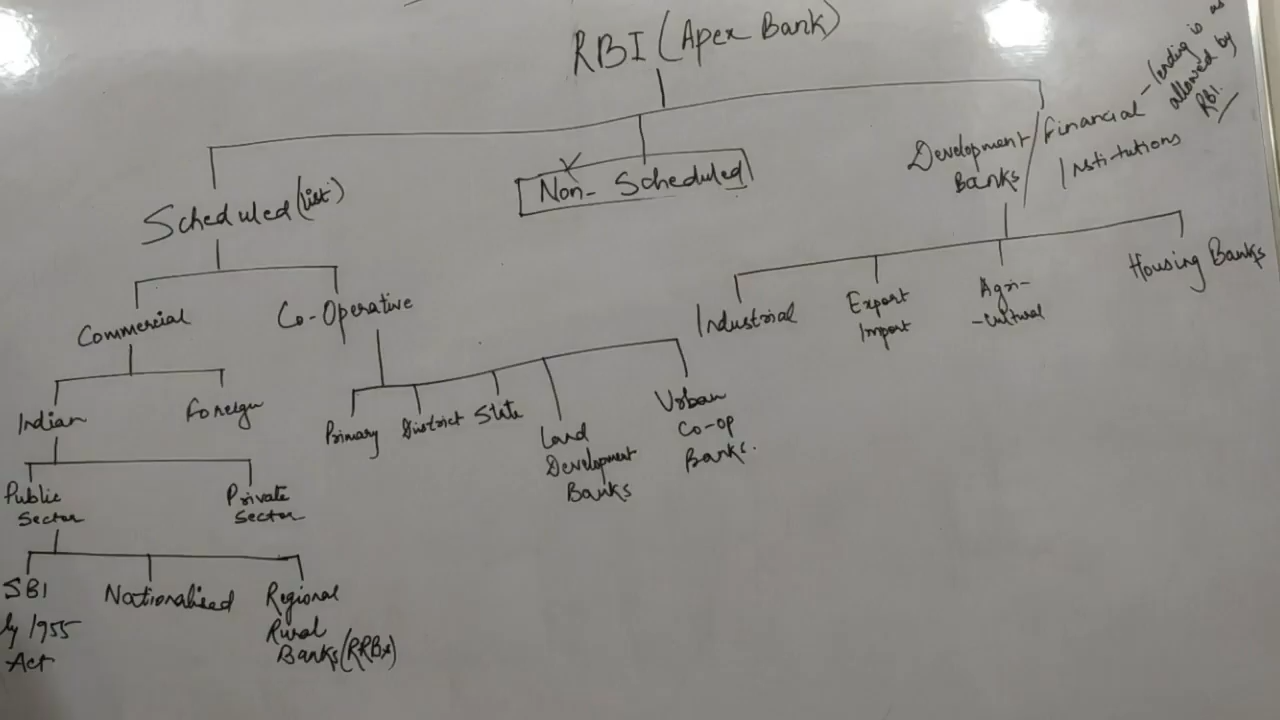 RBI (Apex Bank)
- lending is as
allowed by
RBI
Scheduled (list)
Non-Scheduled
Development
Banks
/ Financial
Institutions
Commercial
Co-Operative
Industrial
Export
Import
Agri-
-cultural
Housing Banks
Indian
Foreign
Primary
District
State
Land
Development
Banks
Urban
Co-op
Banks.
Public
Sector
Private
Sector
SBI
by 1955
Act
Nationalised
Regional
Rural
Banks (RRBs)